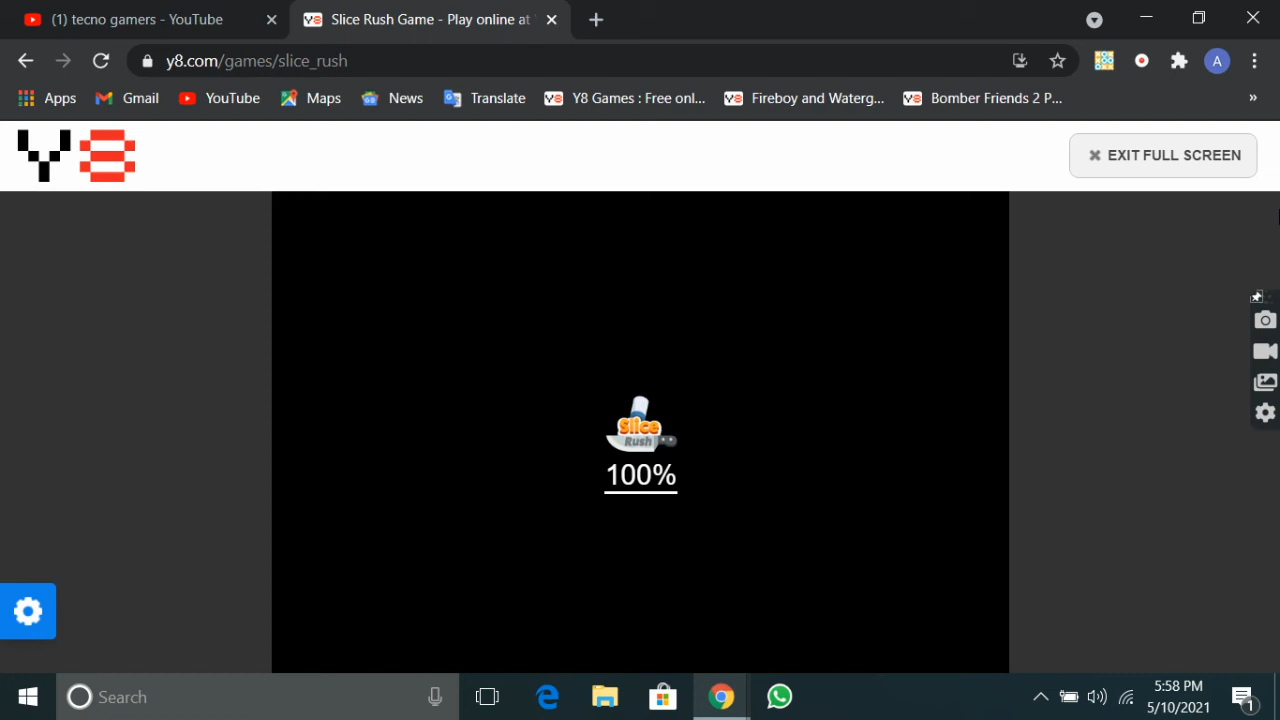 (1) tecno gamers - YouTube
Slice Rush Game - Play online at
y8.com/games/slice_rush
A
Apps
Gmail
YouTube
Maps
News
Translate
Y8 Games : Free onl...
Fireboy and Waterg...
Bomber Friends 2 P...
»
Y8
EXIT FULL SCREEN
Slice
Rush
100%
Search
5:58 PM
5/10/2021
1